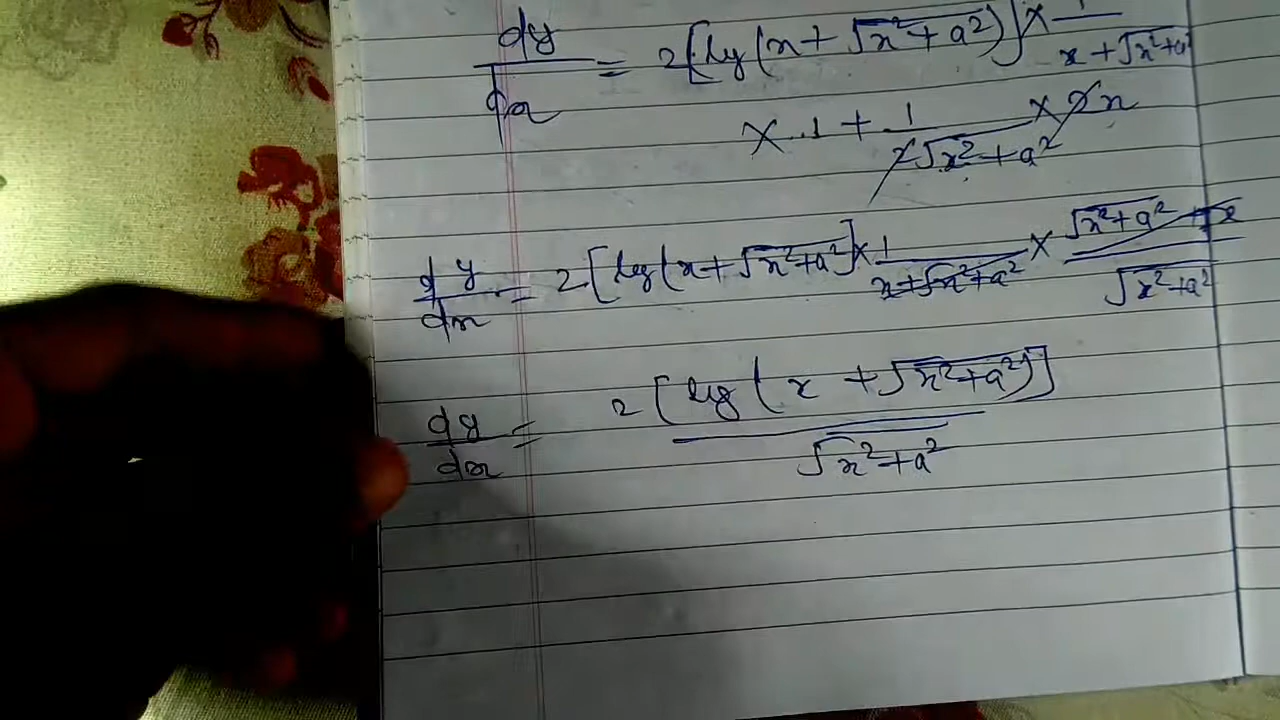 dy/dx = 2[log(x + √x²+a²)] × 1/x + √x²+a²
× 1 + 1/2√x²+a² × 2x
dy/dx = 2[log(x+√x²+a²] × 1/x+√x²+a² × √x²+a² + x/√x²+a²
dy/dx = 2[log(x + √x²+a²)]/√x²+a²